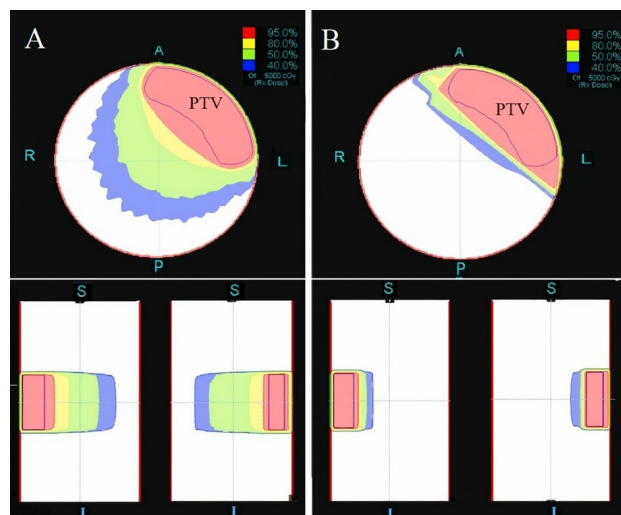 A
A
95.0%
80.0%
50.0%
40.0%
Of 5000 cGy
(Rx Dose)
PTV
R
L
P
B
A
95.0%
80.0%
50.0%
40.0%
Of 5000 cGy
(Rx Dose)
PTV
R
L
P
S
S
S
S